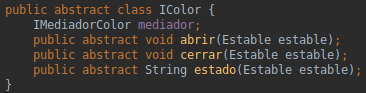 public abstract class IColor {
    IMediadorColor mediador;
    public abstract void abrir(Estable estable);
    public abstract void cerrar(Estable estable);
    public abstract String estado(Estable estable);
}